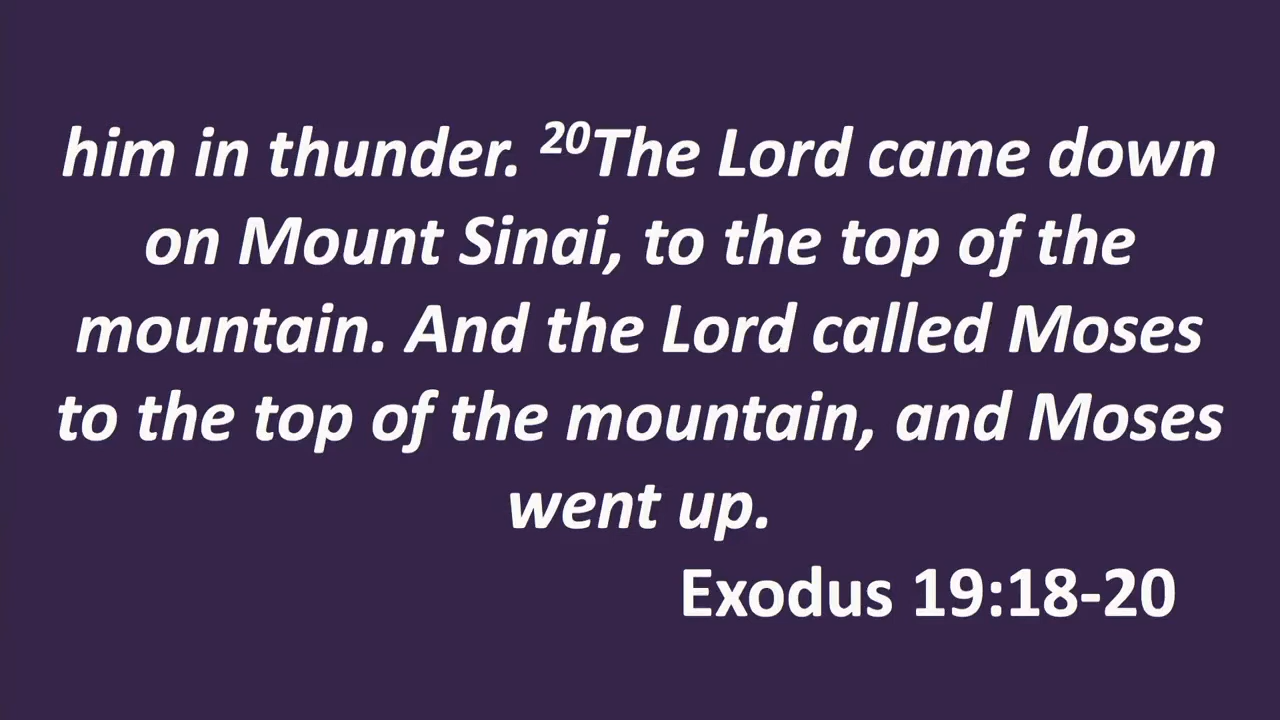 him in thunder. ²⁰The Lord came down
on Mount Sinai, to the top of the
mountain. And the Lord called Moses
to the top of the mountain, and Moses
went up.
Exodus 19:18-20